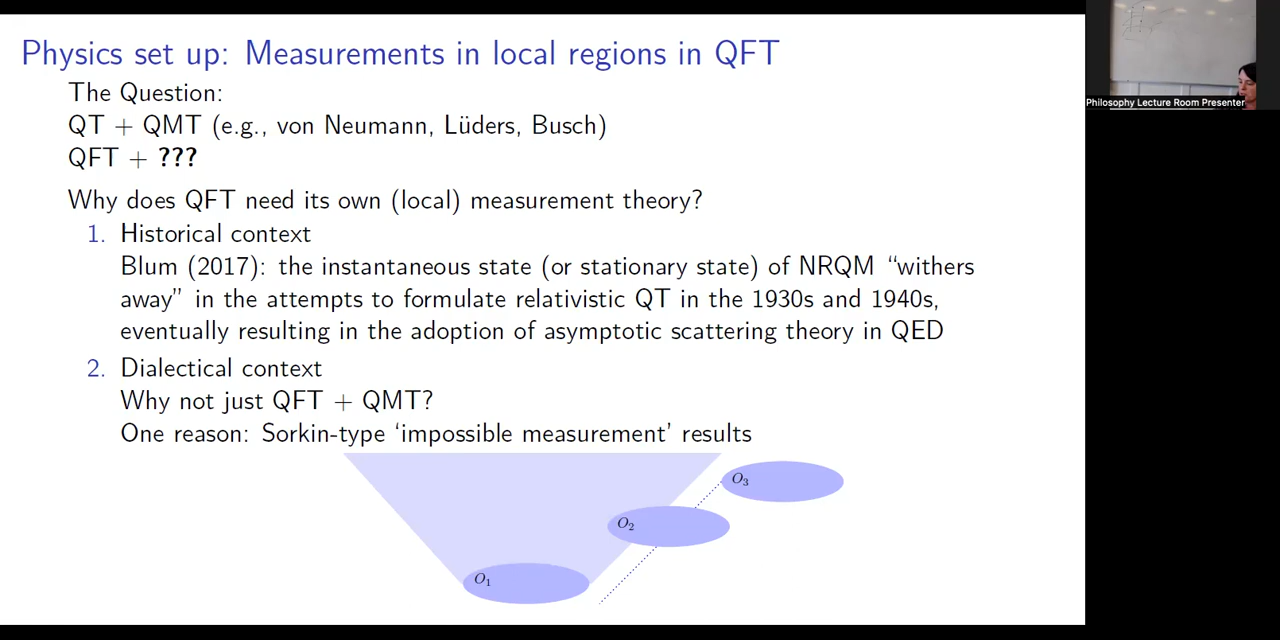 Physics set up: Measurements in local regions in QFT
The Question:
QT + QMT (e.g., von Neumann, Lüders, Busch)
QFT + ???
Why does QFT need its own (local) measurement theory?
1. Historical context
Blum (2017): the instantaneous state (or stationary state) of NRQM “withers
away” in the attempts to formulate relativistic QT in the 1930s and 1940s,
eventually resulting in the adoption of asymptotic scattering theory in QED
2. Dialectical context
Why not just QFT + QMT?
One reason: Sorkin-type ‘impossible measurement’ results
O₃
O₂
O₁
Philosophy Lecture Room Presenter